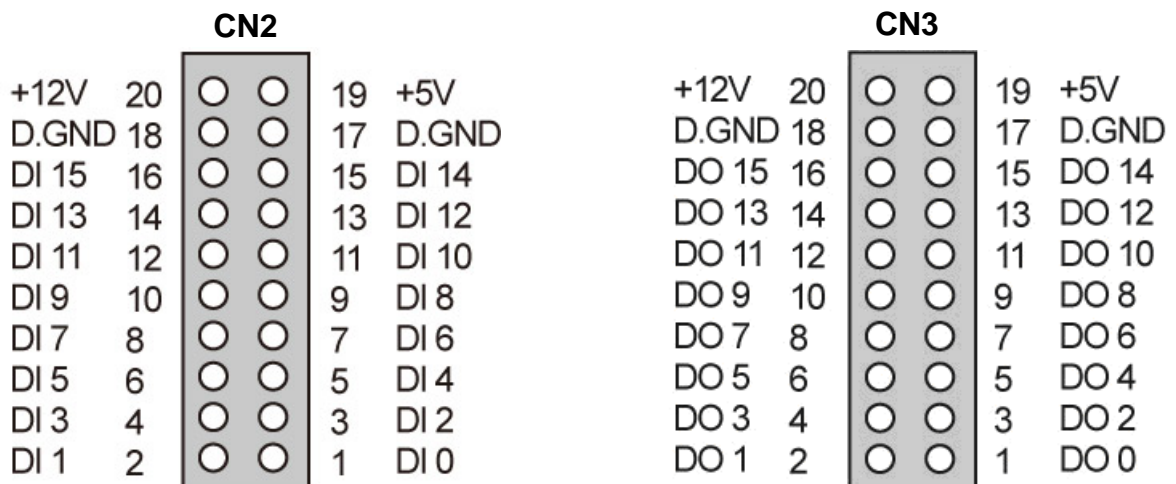 CN2 CN3
+12V 20 19 +5V +12V 20 19 +5V
D.GND 18 17 D.GND D.GND 18 17 D.GND
DI 15 16 15 DI 14 DO 15 16 15 DO 14
DI 13 14 13 DI 12 DO 13 14 13 DO 12
DI 11 12 11 DI 10 DO 11 12 11 DO 10
DI 9 10 9 DI 8 DO 9 10 9 DO 8
DI 7 8 7 DI 6 DO 7 8 7 DO 6
DI 5 6 5 DI 4 DO 5 6 5 DO 4
DI 3 4 3 DI 2 DO 3 4 3 DO 2
DI 1 2 1 DI 0 DO 1 2 1 DO 0